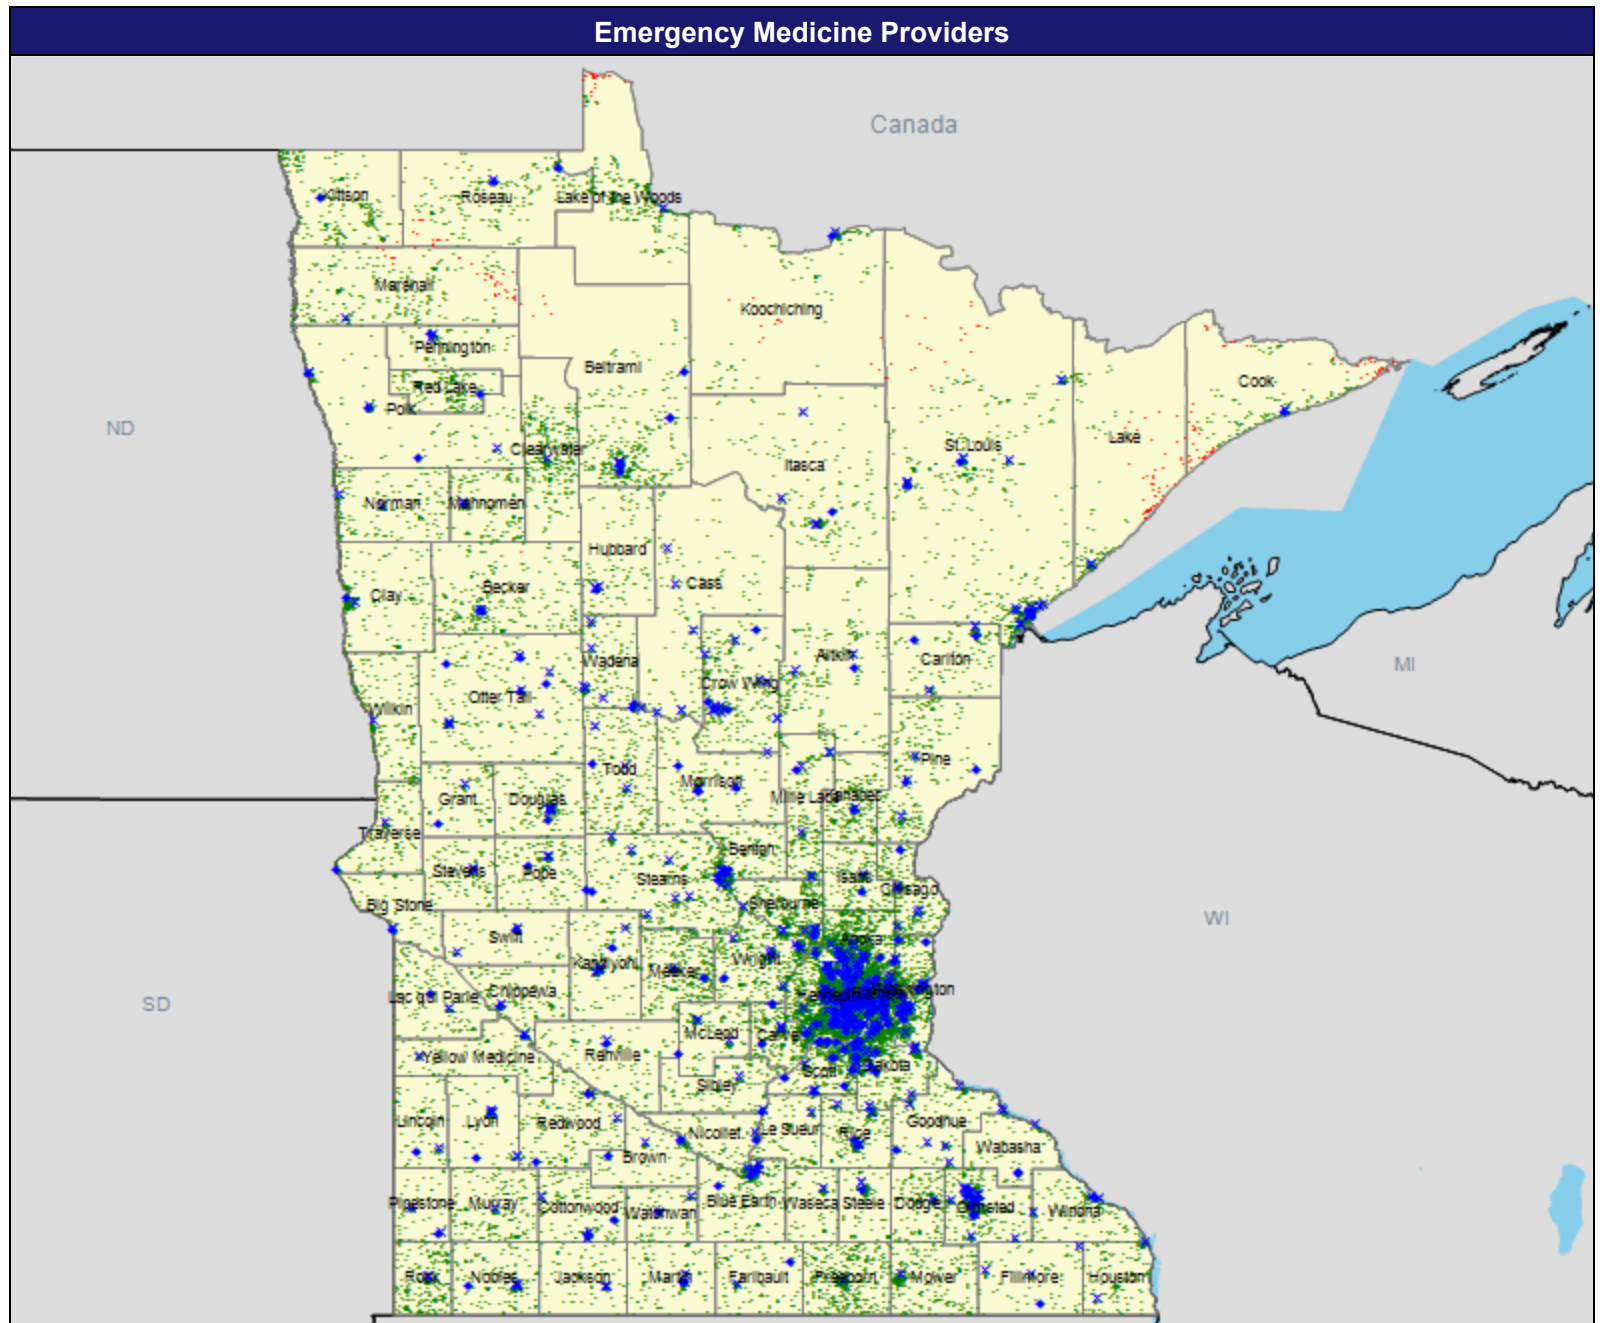 Emergency Medicine Providers
Canada
Kittson
Roseau
Lake of the Woods
Marshall
Koochiching
Pennington
Beltrami
Red Lake
Cook
Polk
ND
Lake
Clearwater
St. Louis
Itasca
Norman
Mahnomen
Hubbard
Cass
Becker
Clay
Wadena
Aitkin
Carlton
MI
Crow Wing
Otter Tail
Wilkin
Pine
Todd
Morrison
Grant
Douglas
Mille Lacs
Kanabec
Traverse
Benton
Stevens
Pope
Stearns
Isanti
Chisago
Big Stone
Sherburne
WI
Swift
Anoka
Kandiyohi
Meeker
Wright
Lac qui Parle
Chippewa
Hennepin
Ramsey
Washington
SD
McLeod
Carver
Yellow Medicine
Renville
Scott
Dakota
Sibley
Lincoln
Lyon
Redwood
Nicollet
Le Sueur
Rice
Goodhue
Wabasha
Brown
Pipestone
Murray
Cottonwood
Watonwan
Blue Earth
Waseca
Steele
Dodge
Olmsted
Winona
Rock
Nobles
Jackson
Martin
Faribault
Freeborn
Mower
Fillmore
Houston